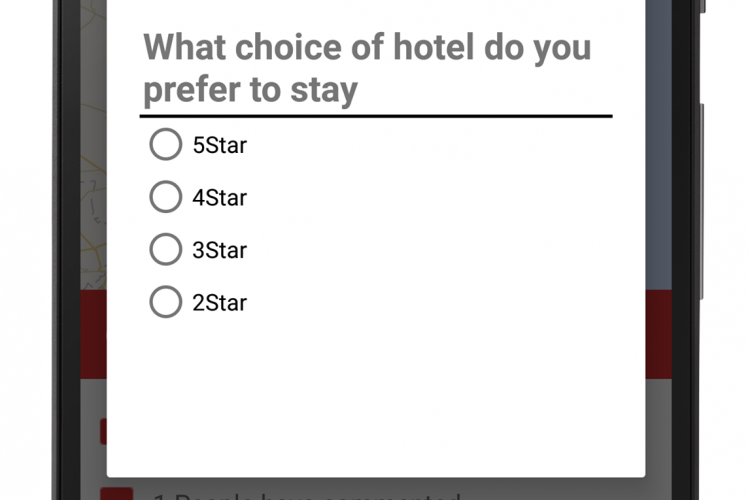 What choice of hotel do you
prefer to stay
5Star
4Star
3Star
2Star
1 People have commented